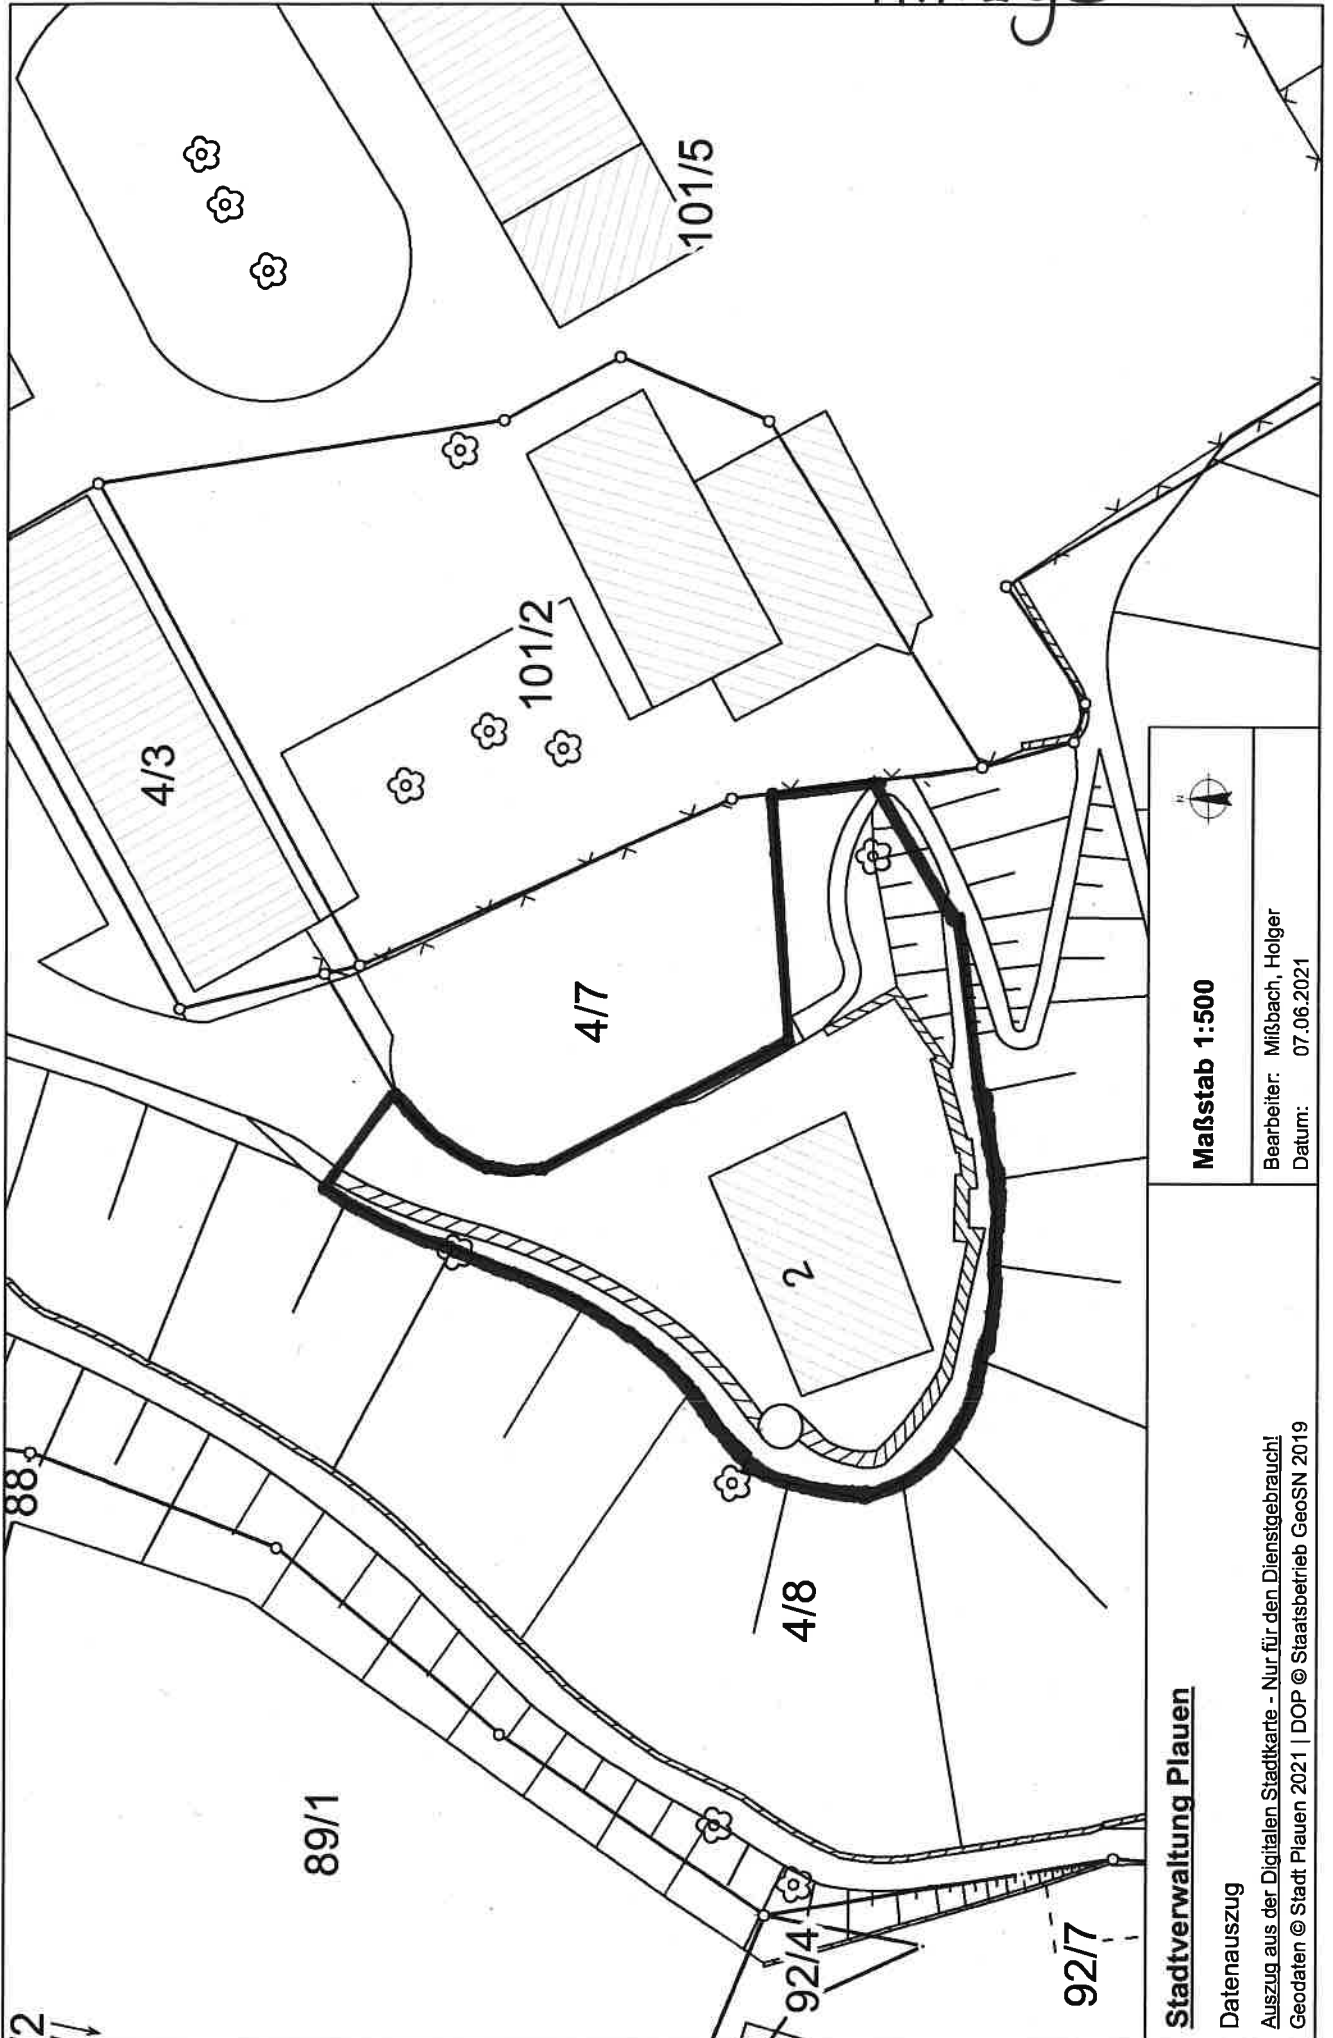 101/5
4/3
101/2
4/7
2
88
4/8
89/1
92/4
92/7
Stadtverwaltung Plauen
Datenauszug
Auszug aus der Digitalen Stadtkarte - Nur für den Dienstgebrauch!
Geodaten © Stadt Plauen 2021 | DOP © Staatsbetrieb GeoSN 2019
Maßstab 1:500
N
Bearbeiter: Mißbach, Holger
Datum: 07.06.2021